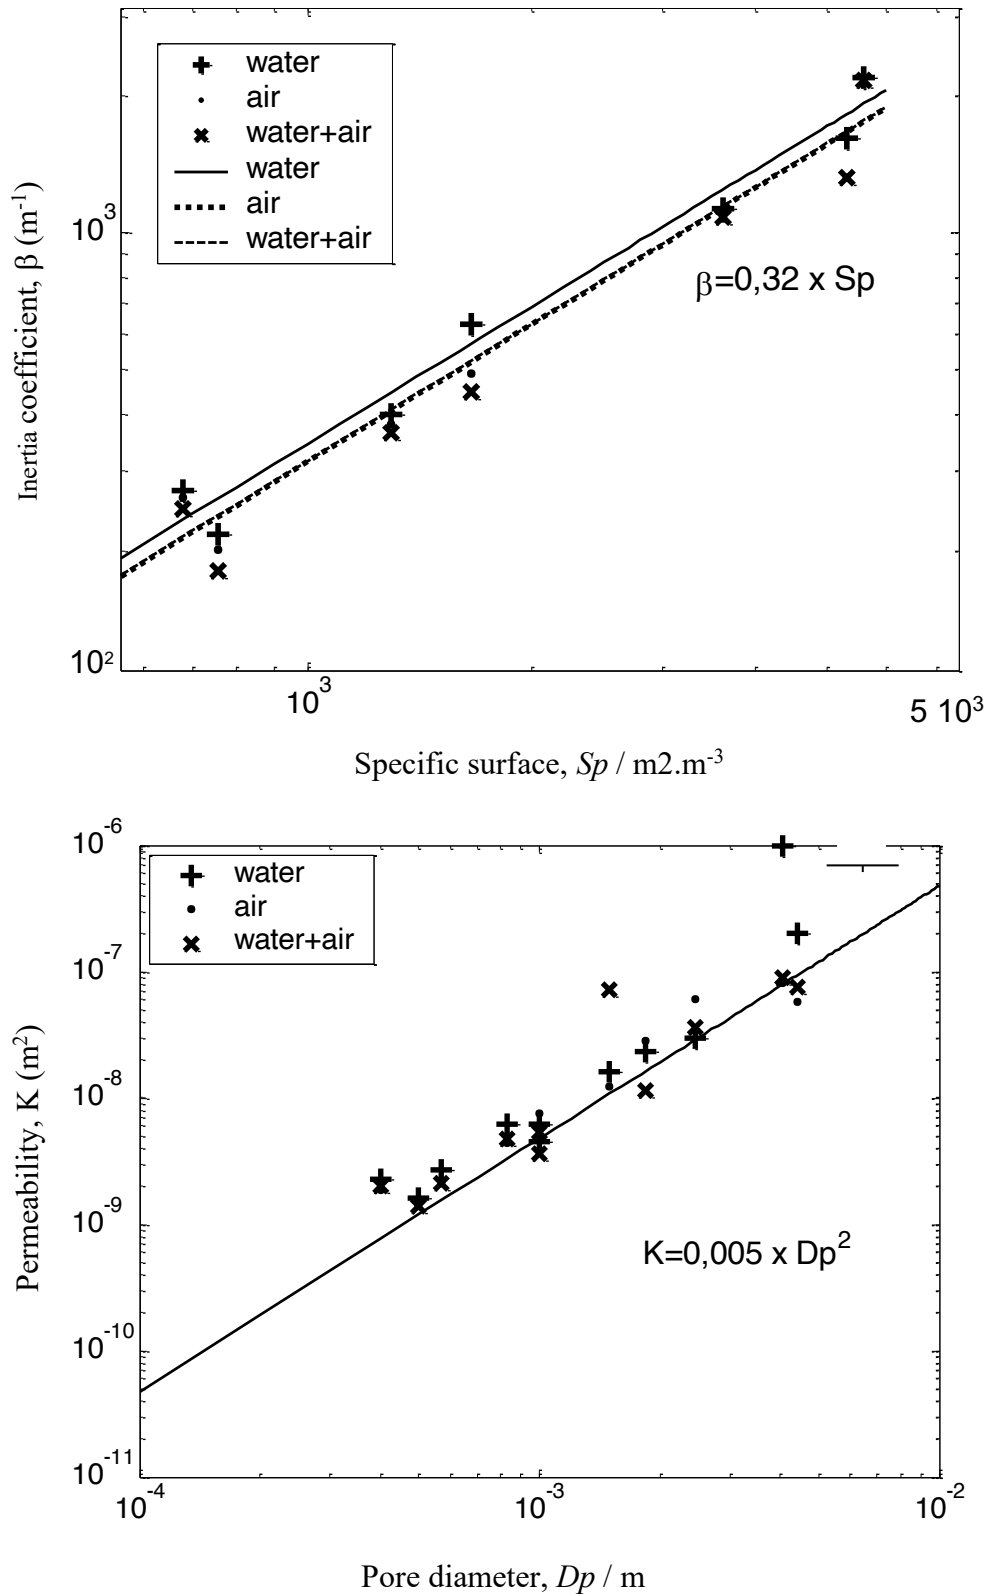 water
air
water+air
water
air
water+air
10³
10²
Inertia coefficient, β (m⁻¹)
β=0,32 x Sp
10³
5 10³
Specific surface, Sp / m2.m⁻³
10⁻⁶
water
air
water+air
10⁻⁷
10⁻⁸
10⁻⁹
10⁻¹⁰
10⁻¹¹
Permeability, K (m²)
K=0,005 x Dp²
10⁻⁴
10⁻³
10⁻²
Pore diameter, Dp / m